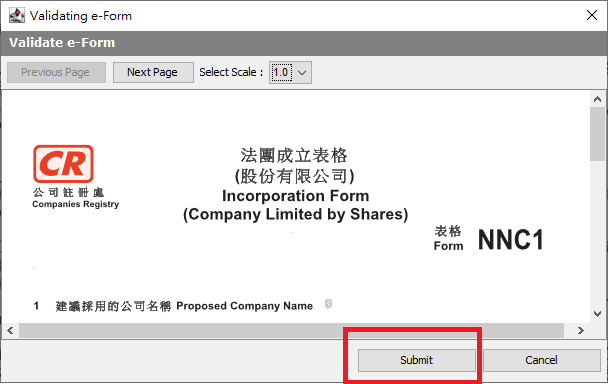 Validating e-Form
Validate e-Form
Previous Page Next Page Select Scale : 1.0
CR
公司註冊處
Companies Registry
法團成立表格
(股份有限公司)
Incorporation Form
(Company Limited by Shares)
表格
Form NNC1
1 建議採用的公司名稱 Proposed Company Name
Submit Cancel